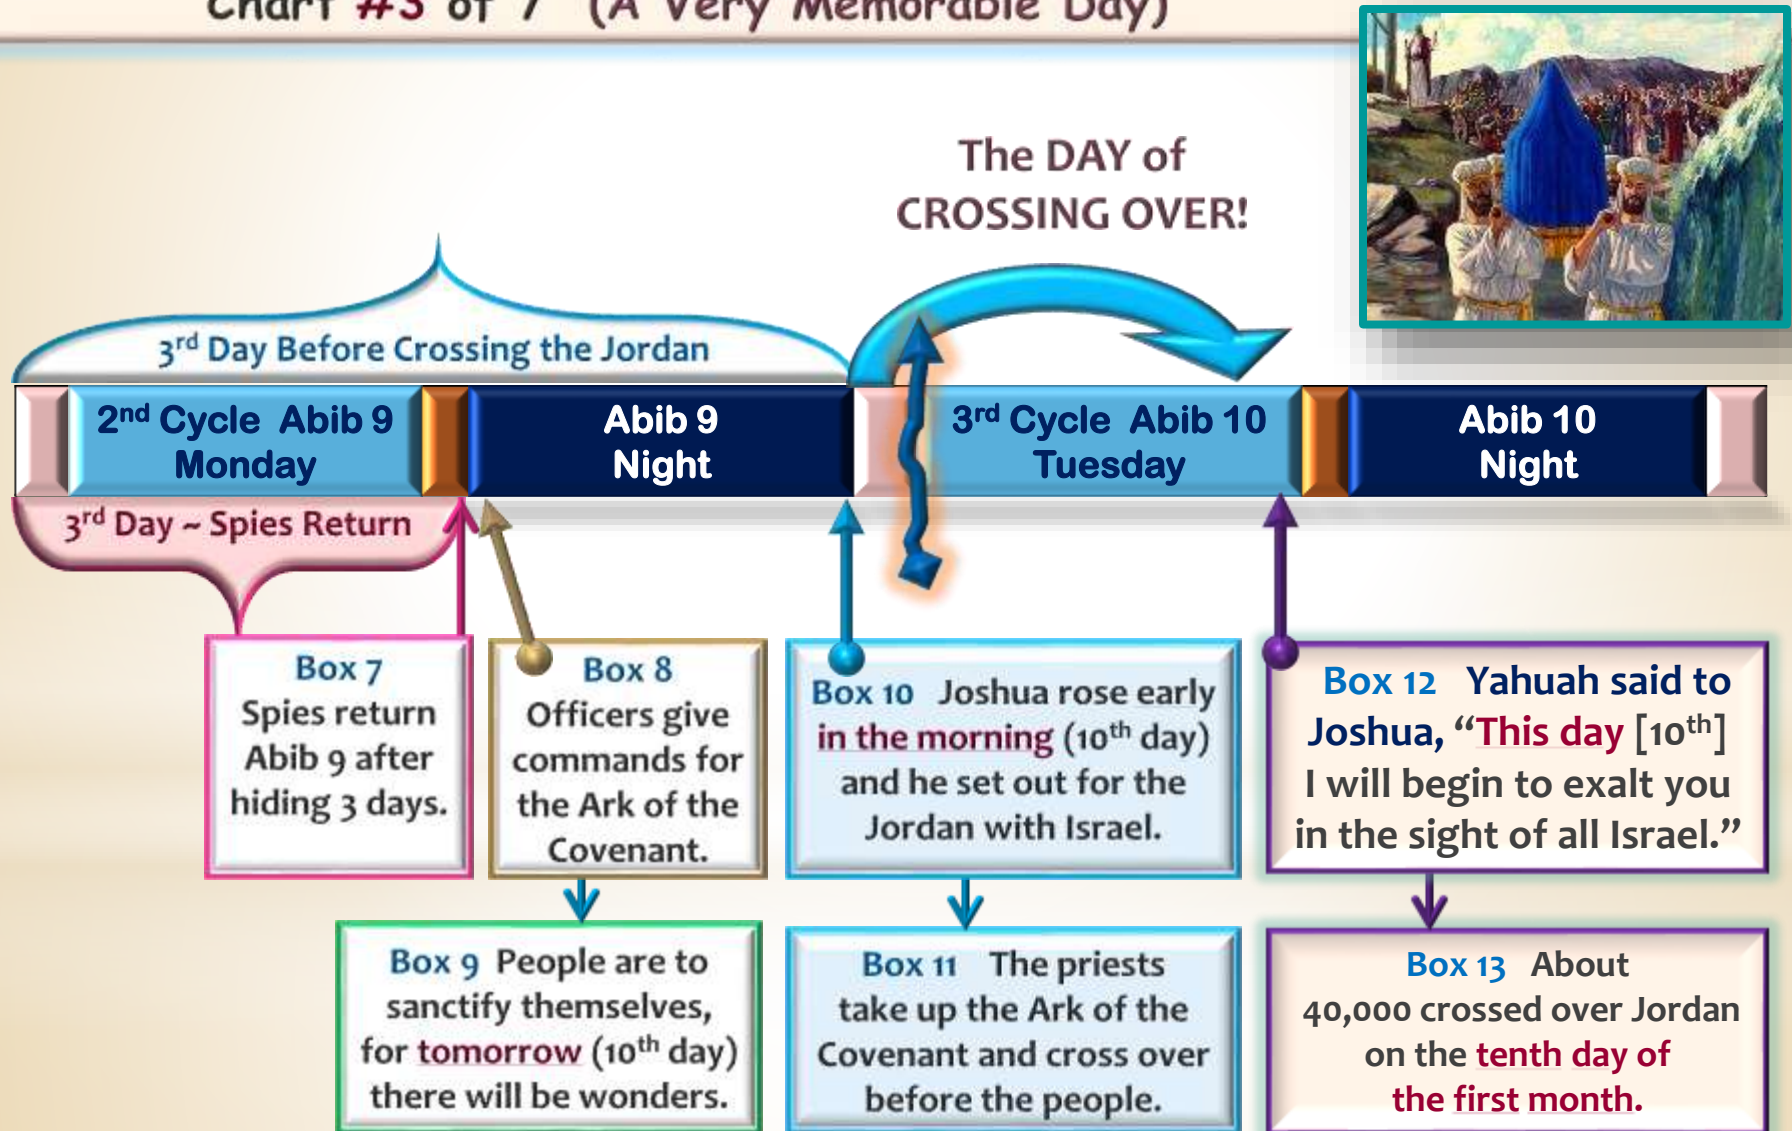 Chart #3 of 7 (A Very Memorable Day)
The DAY of
CROSSING OVER!
3rd Day Before Crossing the Jordan
2nd Cycle Abib 9
Monday
Abib 9
Night
3rd Cycle Abib 10
Tuesday
Abib 10
Night
3rd Day ~ Spies Return
Box 7
Spies return
Abib 9 after
hiding 3 days.
Box 8
Officers give
commands for
the Ark of the
Covenant.
Box 10 Joshua rose early
in the morning (10th day)
and he set out for the
Jordan with Israel.
Box 12 Yahuah said to
Joshua, “This day [10th]
I will begin to exalt you
in the sight of all Israel.”
Box 9 People are to
sanctify themselves,
for tomorrow (10th day)
there will be wonders.
Box 11 The priests
take up the Ark of the
Covenant and cross over
before the people.
Box 13 About
40,000 crossed over Jordan
on the tenth day of
the first month.